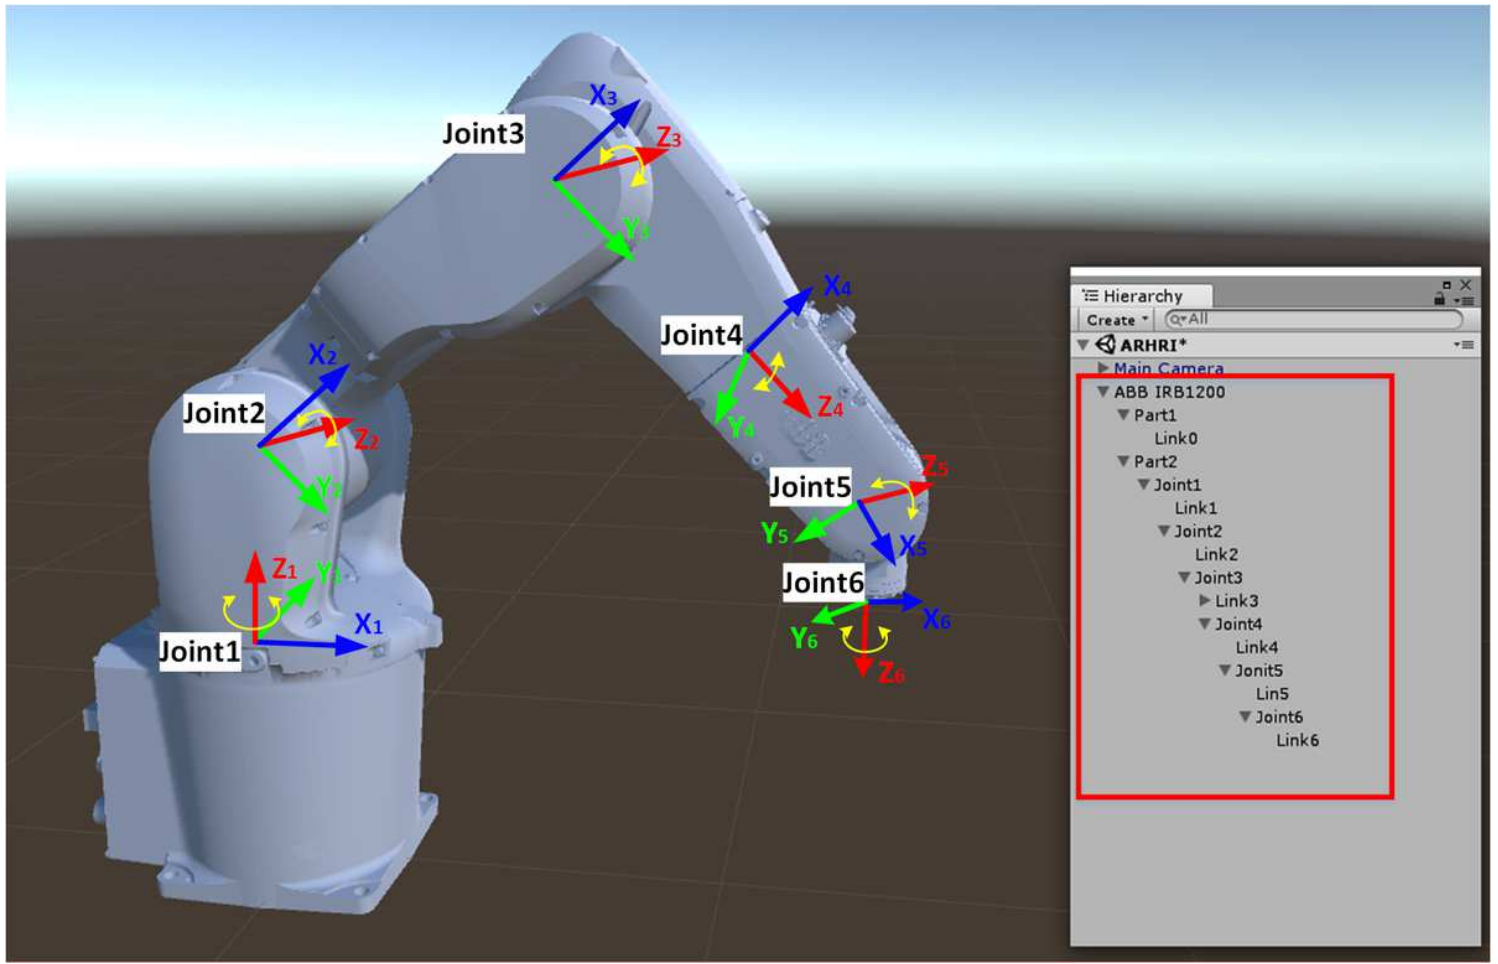 X3
Joint3
Z3
Y3
X4
Joint4
Z4
Y4
X2
Joint2
Z2
Y2
Z5
Joint5
Y5
X5
Z1
Y1
X1
Joint1
Joint6
X6
Y6
Z6
Hierarchy
Create All
ARHRI*
Main Camera
ABB IRB1200
Part1
Link0
Part2
Joint1
Link1
Joint2
Link2
Joint3
Link3
Joint4
Link4
Jonit5
Lin5
Joint6
Link6